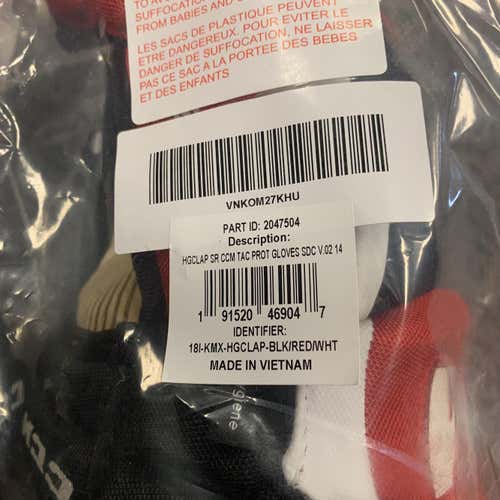 SUFFOCATION
FROM BABIES AND
LES SACS DE PLASTIQUE PEUVENT
ETRE DANGEREUX. POUR EVITER LE
DANGER DE SUFFOCATION, NE LAISSER
PAS CE SAC A LA PORTEE DES BEBES
ET DES ENFANTS
VNKOM27KHU
PART ID: 2047504
Description:
HGCLAP SR CCM TAC PROT GLOVES SDC V.02 14
1 91520 46904 7
IDENTIFIER:
18I-KMX-HGCLAP-BLK/RED/WHT
MADE IN VIETNAM
CCM